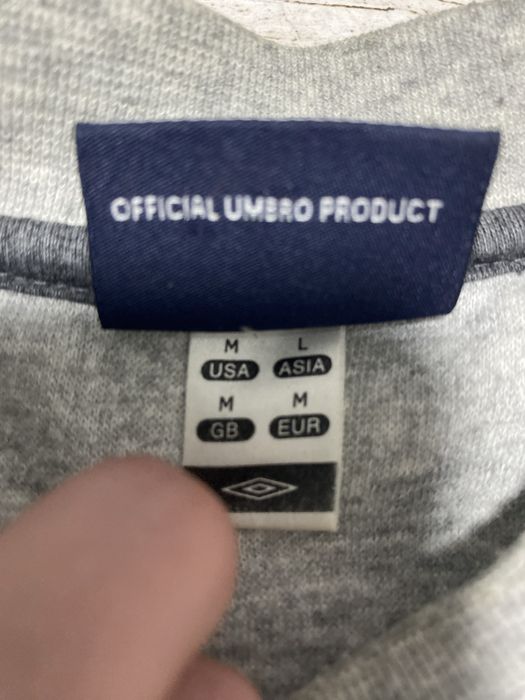 OFFICIAL UMBRO PRODUCT
M L
USA ASIA
M M
GB EUR